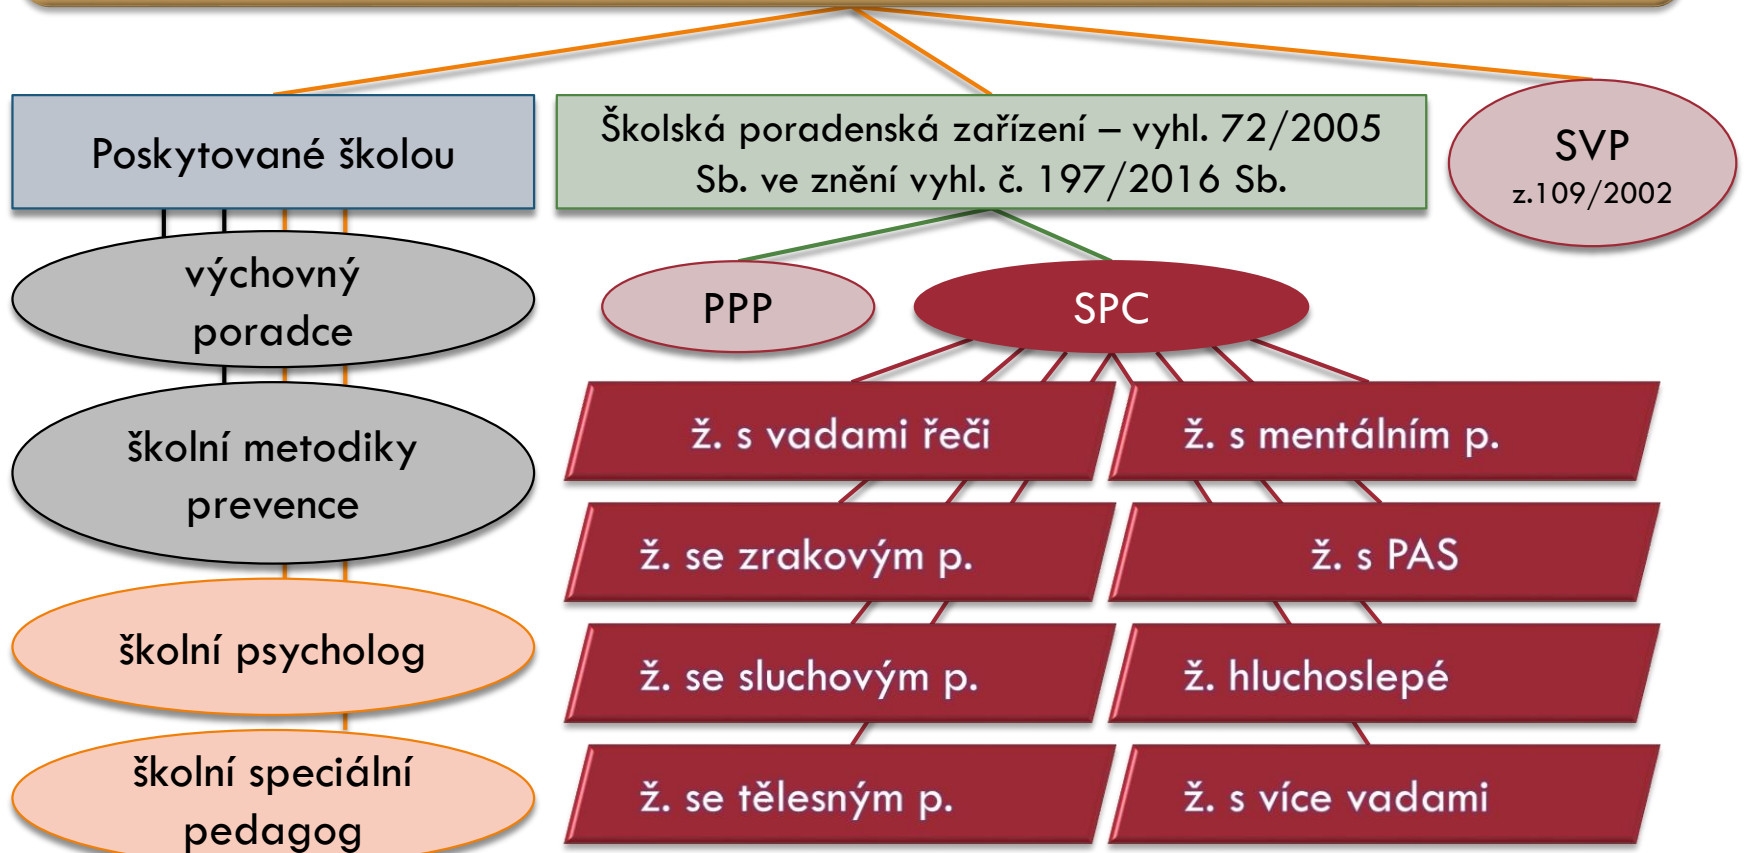 Poskytované školou
Školská poradenská zařízení – vyhl. 72/2005
Sb. ve znění vyhl. č. 197/2016 Sb.
SVP
z.109/2002
výchovný
poradce
školní metodiky
prevence
školní psycholog
školní speciální
pedagog
PPP
SPC
ž. s vadami řeči
ž. s mentálním p.
ž. se zrakovým p.
ž. s PAS
ž. se sluchovým p.
ž. hluchoslepé
ž. se tělesným p.
ž. s více vadami